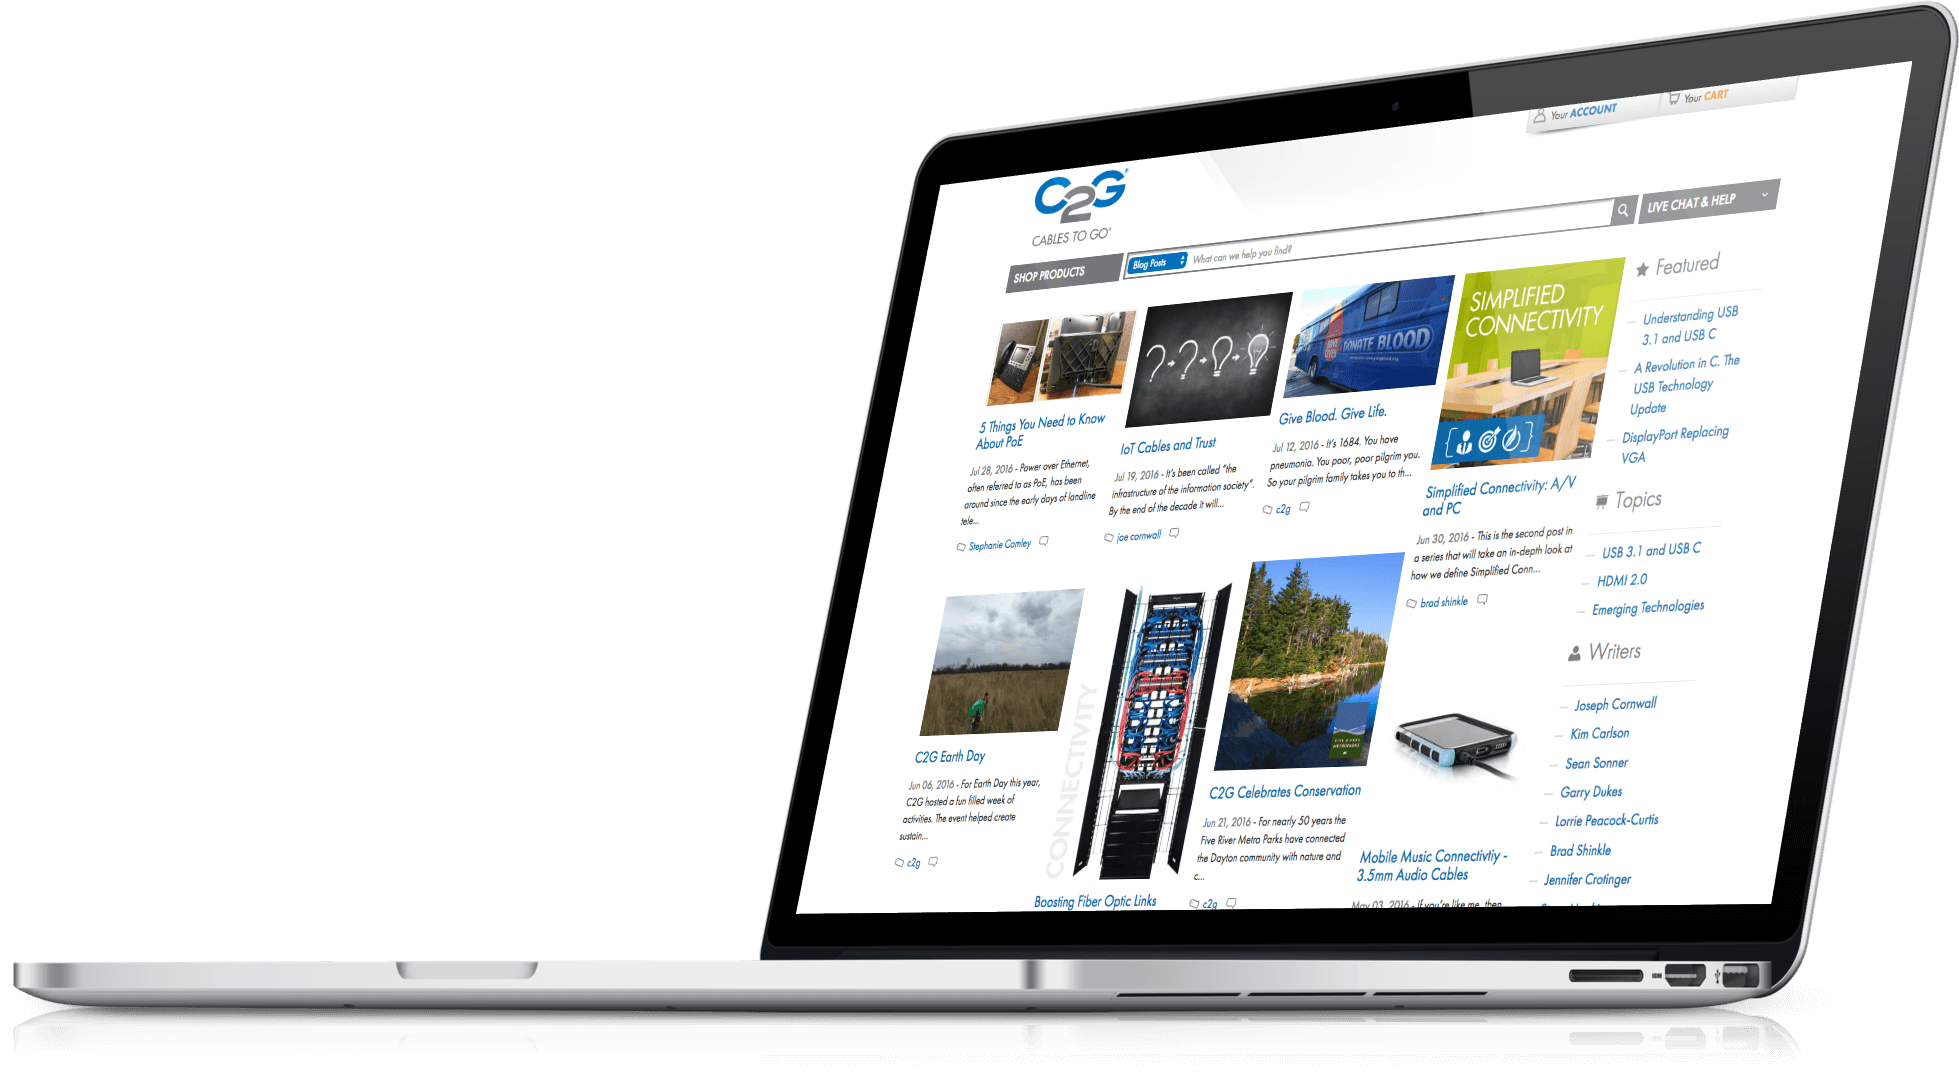 Your ACCOUNT
Your CART
C2G®
CABLES TO GO®
SHOP PRODUCTS
Blog Posts
What can we help you find?
LIVE CHAT & HELP
5 Things You Need to Know
About PoE
Jul 28, 2016 - Power over Ethernet,
often referred to as PoE, has been
around since the early days of landline
tele...
Stephanie Comley
? ?
IoT Cables and Trust
Jul 19, 2016 - It's been called "the
infrastructure of the information society".
By the end of the decade it will...
joe cornwall
DONATE BLOOD
Give Blood. Give Life.
Jul 12, 2016 - It's 1684. You have
pneumonia. You poor, poor pilgrim you.
So your pilgrim family takes you to th...
c2g
SIMPLIFIED
CONNECTIVITY
Simplified Connectivity: A/V
and PC
Jun 30, 2016 - This is the second post in
a series that will take an in-depth look at
how we define Simplified Conn...
brad shinkle
C2G Earth Day
Jun 06, 2016 - For Earth Day this year,
C2G hosted a fun filled week of
activities. The event helped create
sustain...
c2g
CONNECTIVITY
Boosting Fiber Optic Links
FIVE RIVERS
METROPARKS
C2G Celebrates Conservation
Jun 21, 2016 - For nearly 50 years the
Five River Metro Parks have connected
the Dayton community with nature and
c...
c2g
Mobile Music Connectivtiy -
3.5mm Audio Cables
May 03, 2016 - If you're like me, then
Featured
Understanding USB
3.1 and USB C
A Revolution in C. The
USB Technology
Update
DisplayPort Replacing
VGA
Topics
USB 3.1 and USB C
HDMI 2.0
Emerging Technologies
Writers
Joseph Cornwall
Kim Carlson
Sean Sonner
Garry Dukes
Lorrie Peacock-Curtis
Brad Shinkle
Jennifer Crotinger
HDMI